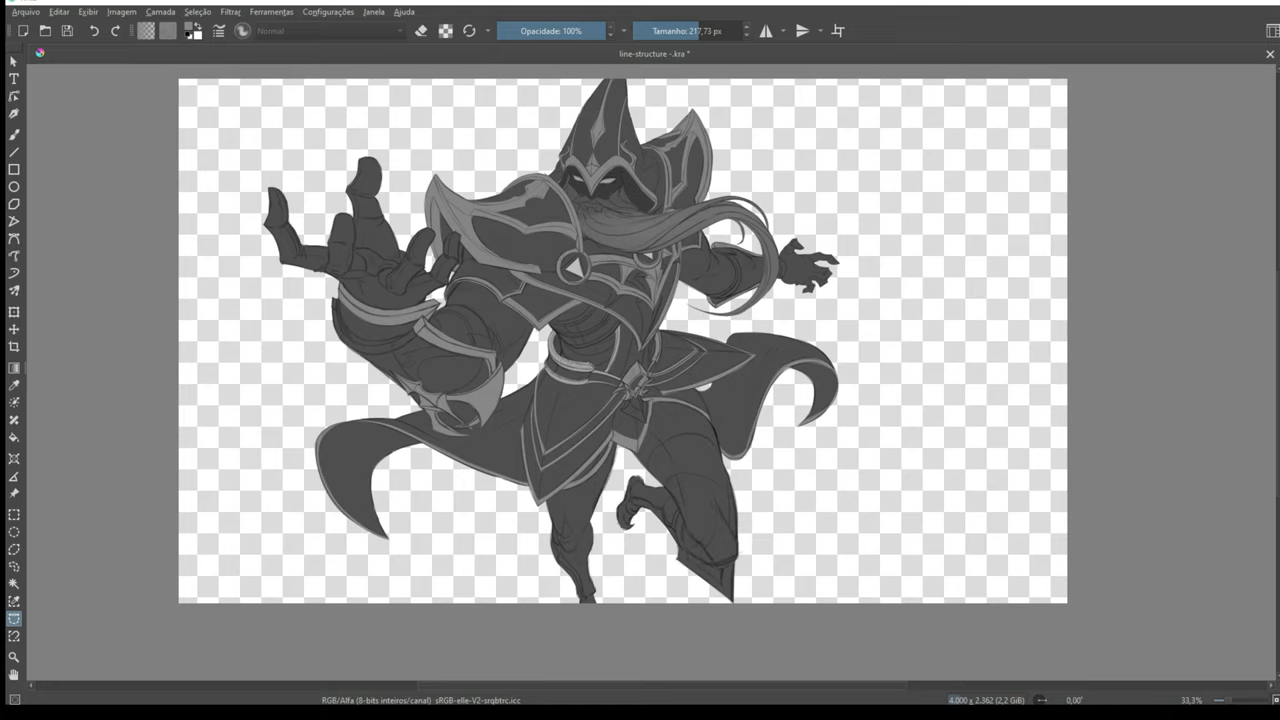 Arquivo Editar Exibir Imagem Camada Seleção Filtrar Ferramentas Configurações Janela Ajuda
Normal Opacidade: 100% Tamanho: 217,73 px
line-structure -.kra *
RGB/Alfa (8-bits inteiros/canal) sRGB-elle-V2-srgbtrc.icc 4.000 x 2.362 (2,2 GiB) 0,00° 33,3%